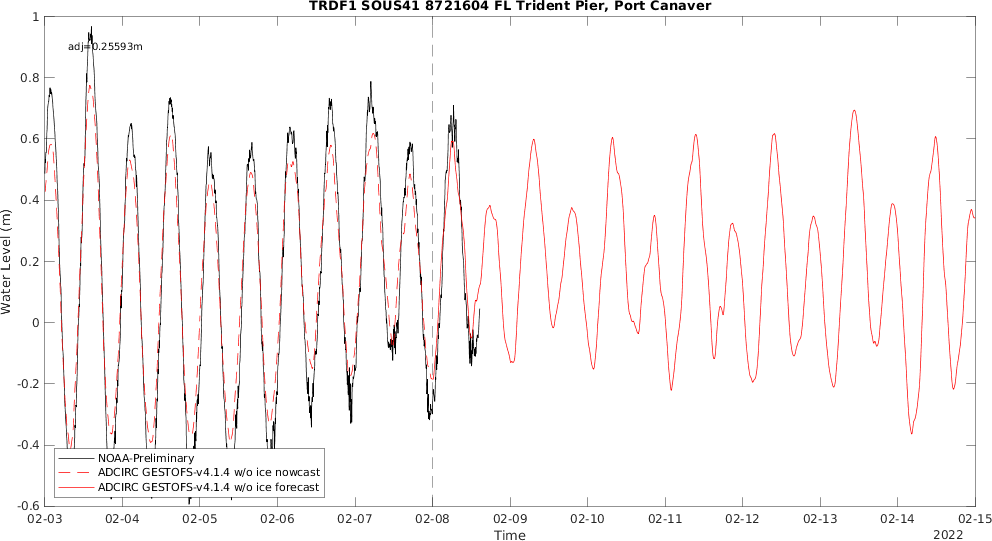 TRDF1 SOUS41 8721604 FL Trident Pier, Port Canaver
adj=0.25593m
1
0.8
0.6
0.4
0.2
0
-0.2
-0.4
-0.6
Water Level (m)
NOAA-Preliminary
ADCIRC GESTOFS-v4.1.4 w/o ice nowcast
ADCIRC GESTOFS-v4.1.4 w/o ice forecast
02-03 02-04 02-05 02-06 02-07 02-08 02-09 02-10 02-11 02-12 02-13 02-14 02-15
Time
2022